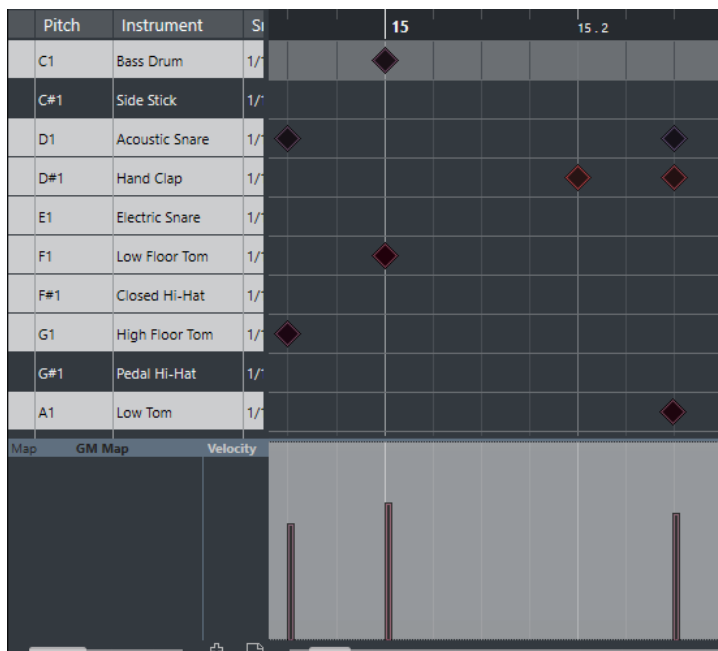 Pitch Instrument 15 15.2
C1 Bass Drum 1/
C#1 Side Stick 1/
D1 Acoustic Snare 1/
D#1 Hand Clap 1/
E1 Electric Snare 1/
F1 Low Floor Tom 1/
F#1 Closed Hi-Hat 1/
G1 High Floor Tom 1/
G#1 Pedal Hi-Hat 1/
A1 Low Tom 1/
Map GM Map Velocity